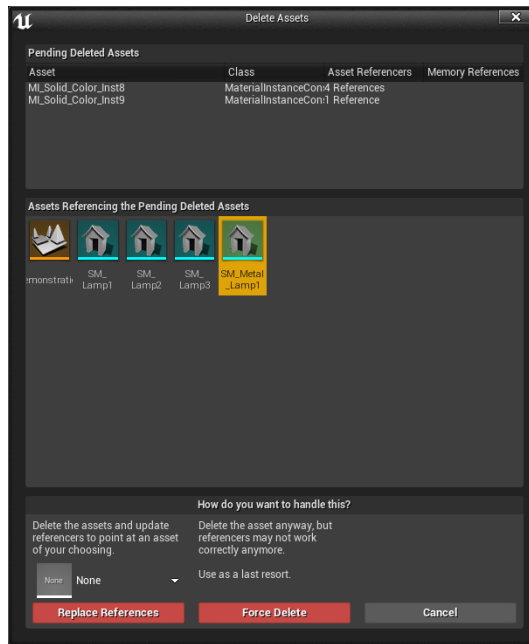 Delete Assets
Pending Deleted Assets
Asset Class Asset Referencers Memory References
MI_Solid_Color_Inst8 MaterialInstanceCon: 4 References
MI_Solid_Color_Inst9 MaterialInstanceCon: 1 Reference
Assets Referencing the Pending Deleted Assets
emonstrati SM_ SM_ SM_ SM_Metal
Lamp1 Lamp2 Lamp3 _Lamp1
How do you want to handle this?
Delete the assets and update Delete the asset anyway, but
referencers to point at an asset referencers may not work
of your choosing. correctly anymore.
None None Use as a last resort.
Replace References Force Delete Cancel